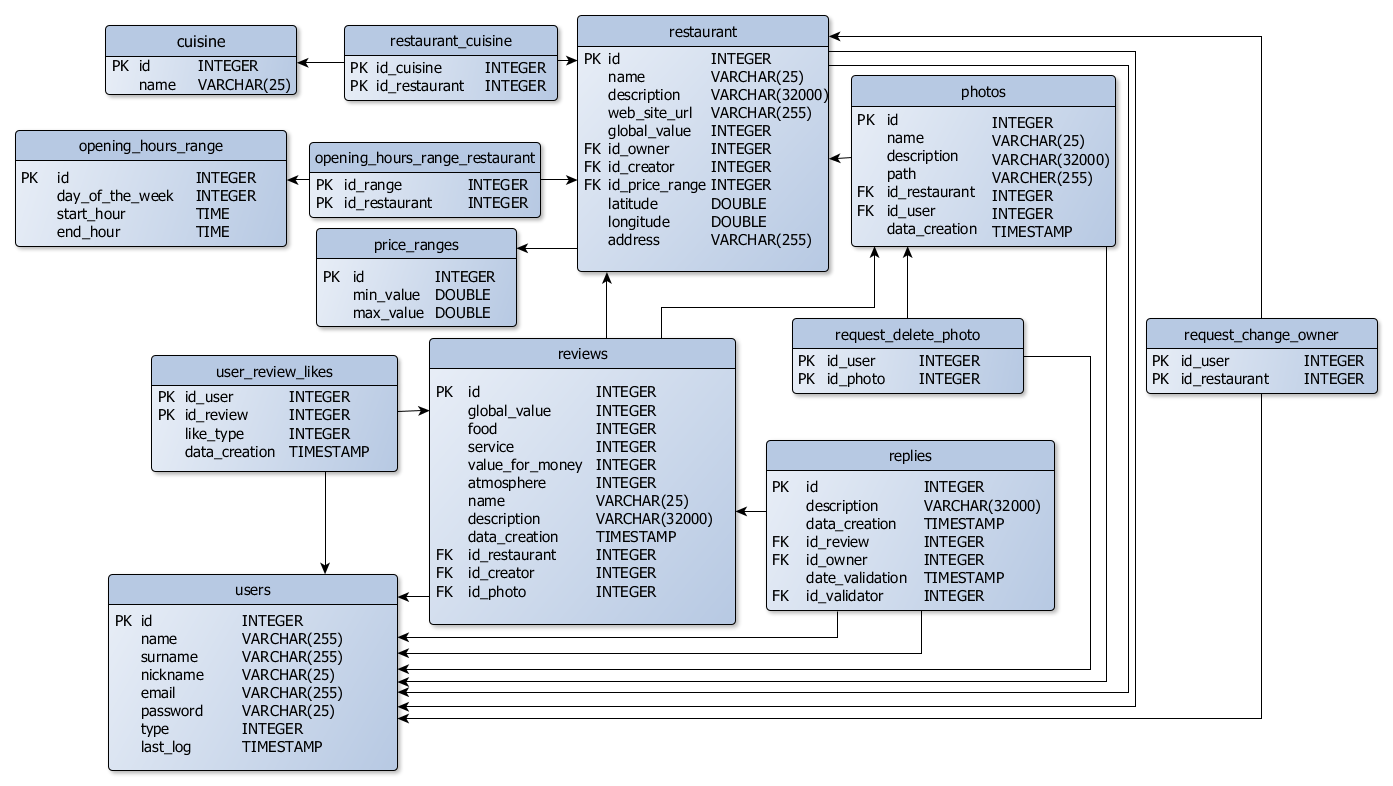 cuisine
PK id INTEGER
name VARCHAR(25)
restaurant_cuisine
PK id_cuisine INTEGER
PK id_restaurant INTEGER
restaurant
PK id INTEGER
name VARCHAR(25)
description VARCHAR(32000)
web_site_url VARCHAR(255)
global_value INTEGER
FK id_owner INTEGER
FK id_creator INTEGER
FK id_price_range INTEGER
latitude DOUBLE
longitude DOUBLE
address VARCHAR(255)
photos
PK id INTEGER
name VARCHAR(25)
description VARCHAR(32000)
path VARCHER(255)
FK id_restaurant INTEGER
FK id_user INTEGER
data_creation TIMESTAMP
opening_hours_range
PK id INTEGER
day_of_the_week INTEGER
start_hour TIME
end_hour TIME
opening_hours_range_restaurant
PK id_range INTEGER
PK id_restaurant INTEGER
price_ranges
PK id INTEGER
min_value DOUBLE
max_value DOUBLE
request_delete_photo
PK id_user INTEGER
PK id_photo INTEGER
request_change_owner
PK id_user INTEGER
PK id_restaurant INTEGER
user_review_likes
PK id_user INTEGER
PK id_review INTEGER
like_type INTEGER
data_creation TIMESTAMP
reviews
PK id INTEGER
global_value INTEGER
food INTEGER
service INTEGER
value_for_money INTEGER
atmosphere INTEGER
name VARCHAR(25)
description VARCHAR(32000)
data_creation TIMESTAMP
FK id_restaurant INTEGER
FK id_creator INTEGER
FK id_photo INTEGER
replies
PK id INTEGER
description VARCHAR(32000)
data_creation TIMESTAMP
FK id_review INTEGER
FK id_owner INTEGER
date_validation TIMESTAMP
FK id_validator INTEGER
users
PK id INTEGER
name VARCHAR(255)
surname VARCHAR(255)
nickname VARCHAR(25)
email VARCHAR(255)
password VARCHAR(25)
type INTEGER
last_log TIMESTAMP